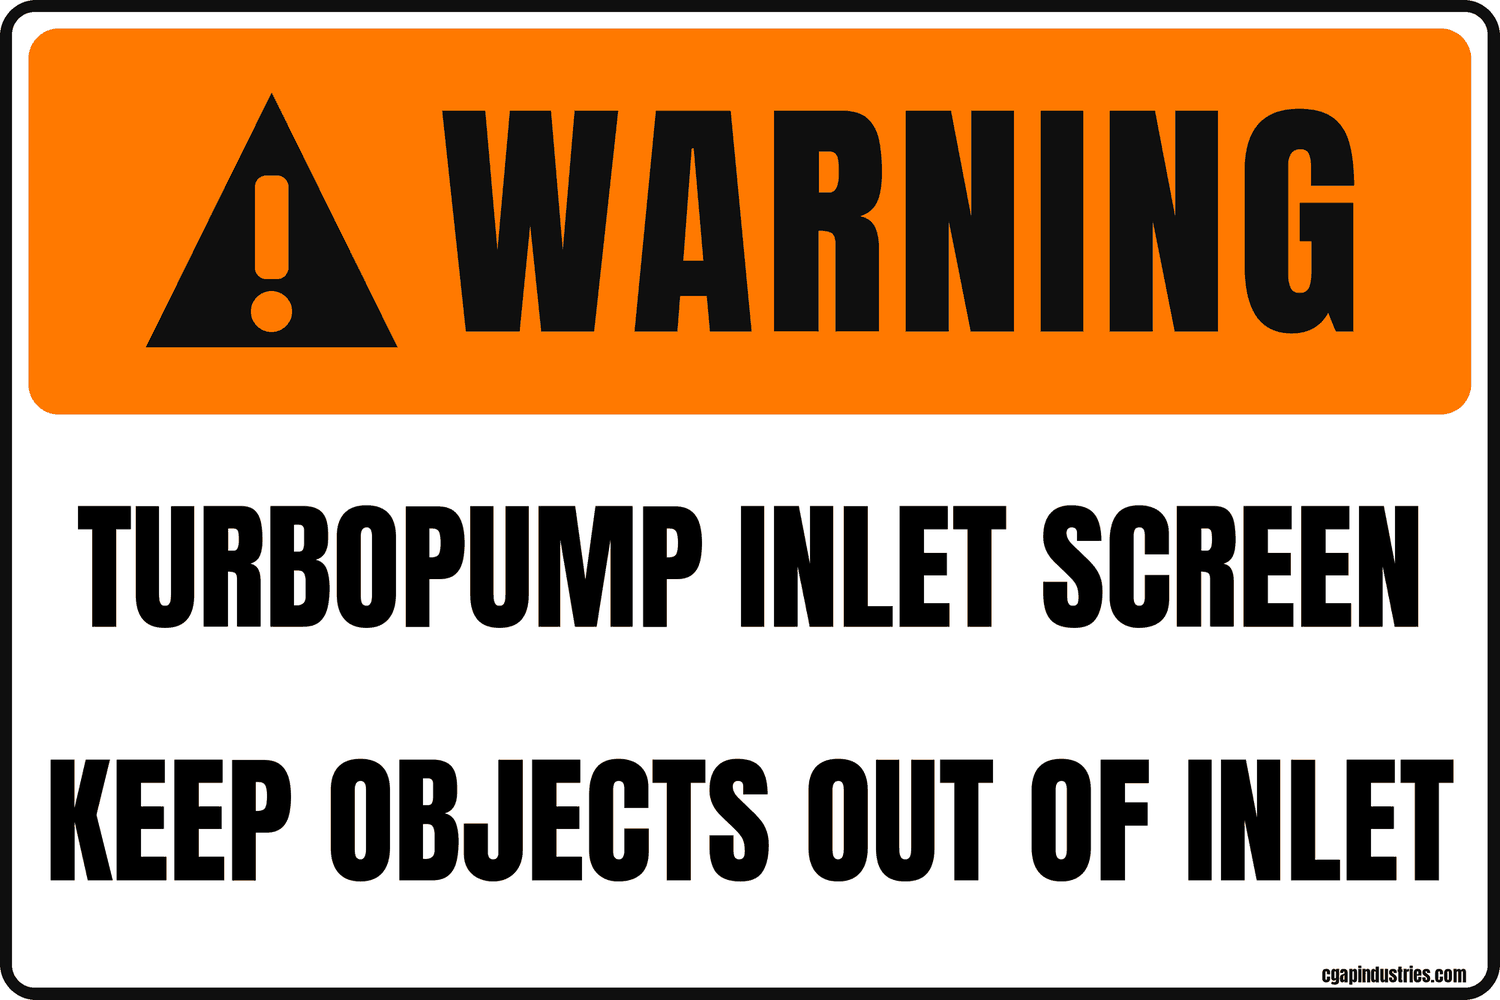 WARNING
TURBOPUMP INLET SCREEN
KEEP OBJECTS OUT OF INLET
cgapindustries.com